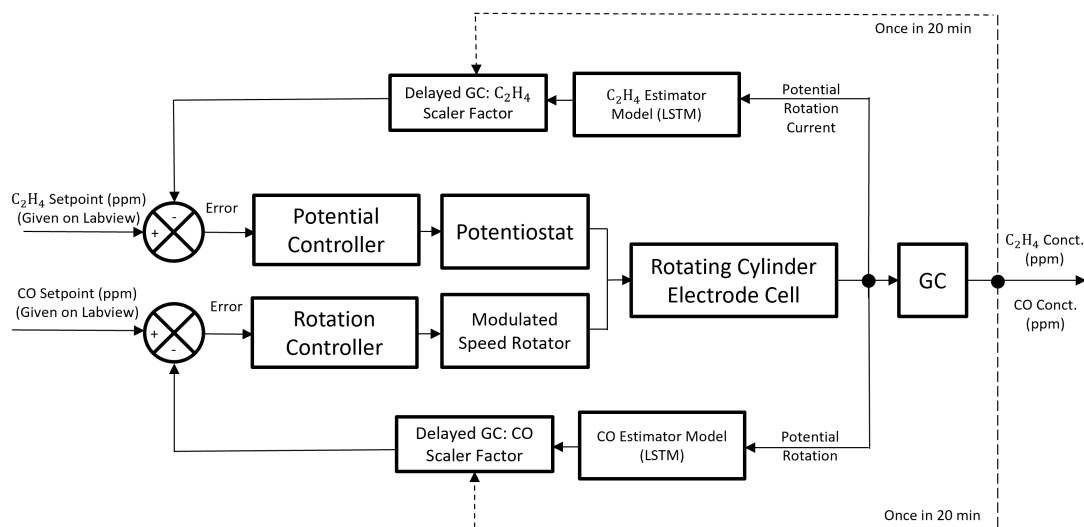 Once in 20 min
Delayed GC: C₂H₄
Scaler Factor
C₂H₄ Estimator
Model (LSTM)
Potential
Rotation
Current
C₂H₄ Setpoint (ppm)
(Given on Labview)
-
+
Error
Potential
Controller
Potentiostat
Rotating Cylinder
Electrode Cell
GC
C₂H₄ Conct.
(ppm)
CO Conct.
(ppm)
CO Setpoint (ppm)
(Given on Labview)
+
-
Error
Rotation
Controller
Modulated
Speed Rotator
Delayed GC: CO
Scaler Factor
CO Estimator Model
(LSTM)
Potential
Rotation
Once in 20 min